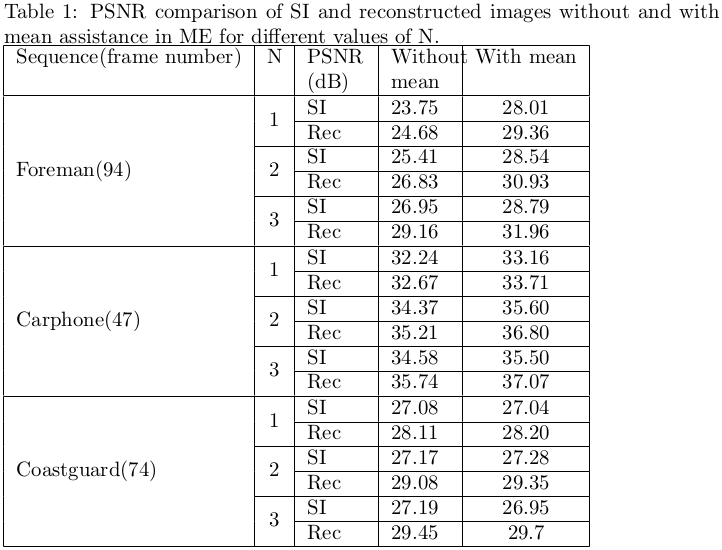 Table 1: PSNR comparison of SI and reconstructed images without and with
mean assistance in ME for different values of N.
Sequence(frame number) N PSNR (dB) Without mean With mean
Foreman(94) 1 SI 23.75 28.01
Rec 24.68 29.36
2 SI 25.41 28.54
Rec 26.83 30.93
3 SI 26.95 28.79
Rec 29.16 31.96
Carphone(47) 1 SI 32.24 33.16
Rec 32.67 33.71
2 SI 34.37 35.60
Rec 35.21 36.80
3 SI 34.58 35.50
Rec 35.74 37.07
Coastguard(74) 1 SI 27.08 27.04
Rec 28.11 28.20
2 SI 27.17 27.28
Rec 29.08 29.35
3 SI 27.19 26.95
Rec 29.45 29.7